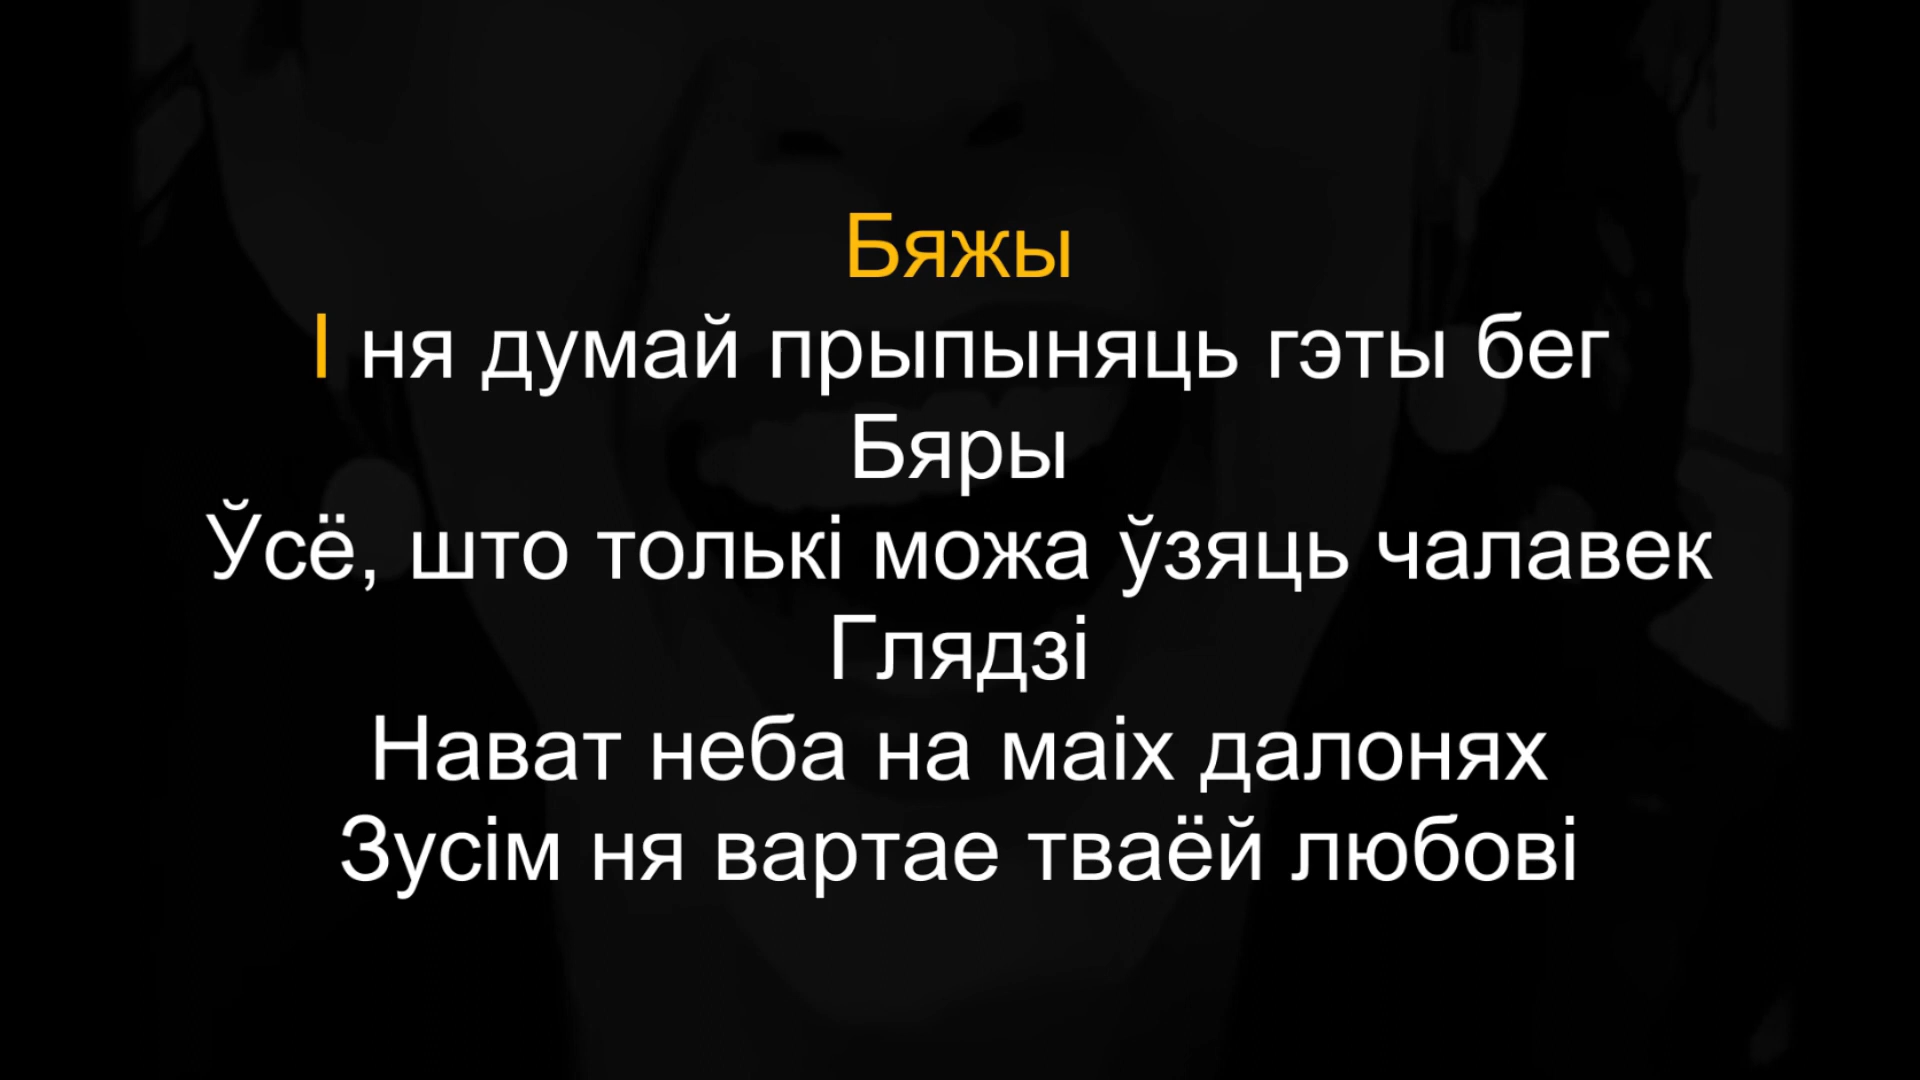 Бяжы
І ня думай прыпыняць гэты бег
Бяры
Ўсё, што толькі можа ўзяць чалавек
Глядзі
Нават неба на маіх далонях
Зусім ня вартае тваёй любові